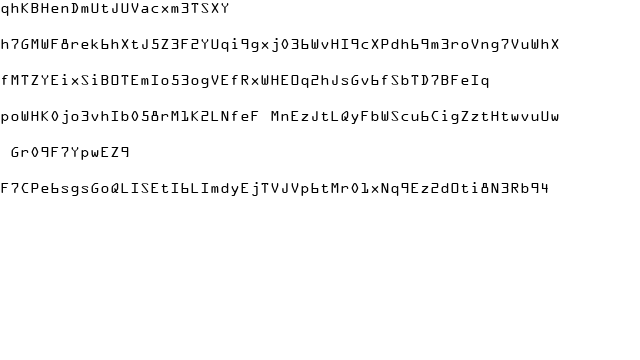 qhKBHenDmUtJUVacxm3TSXY
h7GMWF8rek6hXtJ5Z3F2YUqi9gxj036WvHI9cXPdh69m3roVng7VuWhX
fMTZYEixSiBOTEmIo53ogVEfRxWHEOq2hJsGv6fSbTD7BFeIq
poWHK0jo3vhIb058rM1K2LNfeF MnEzJtLQyFbWScu6CigZztHtwvuUw
Gr09F7YpwEZ9
F7CPe6sgsGoQLISEtI6LImdyEjTVJVp6tMr01xNq9Ez2dOti8N3Rb94